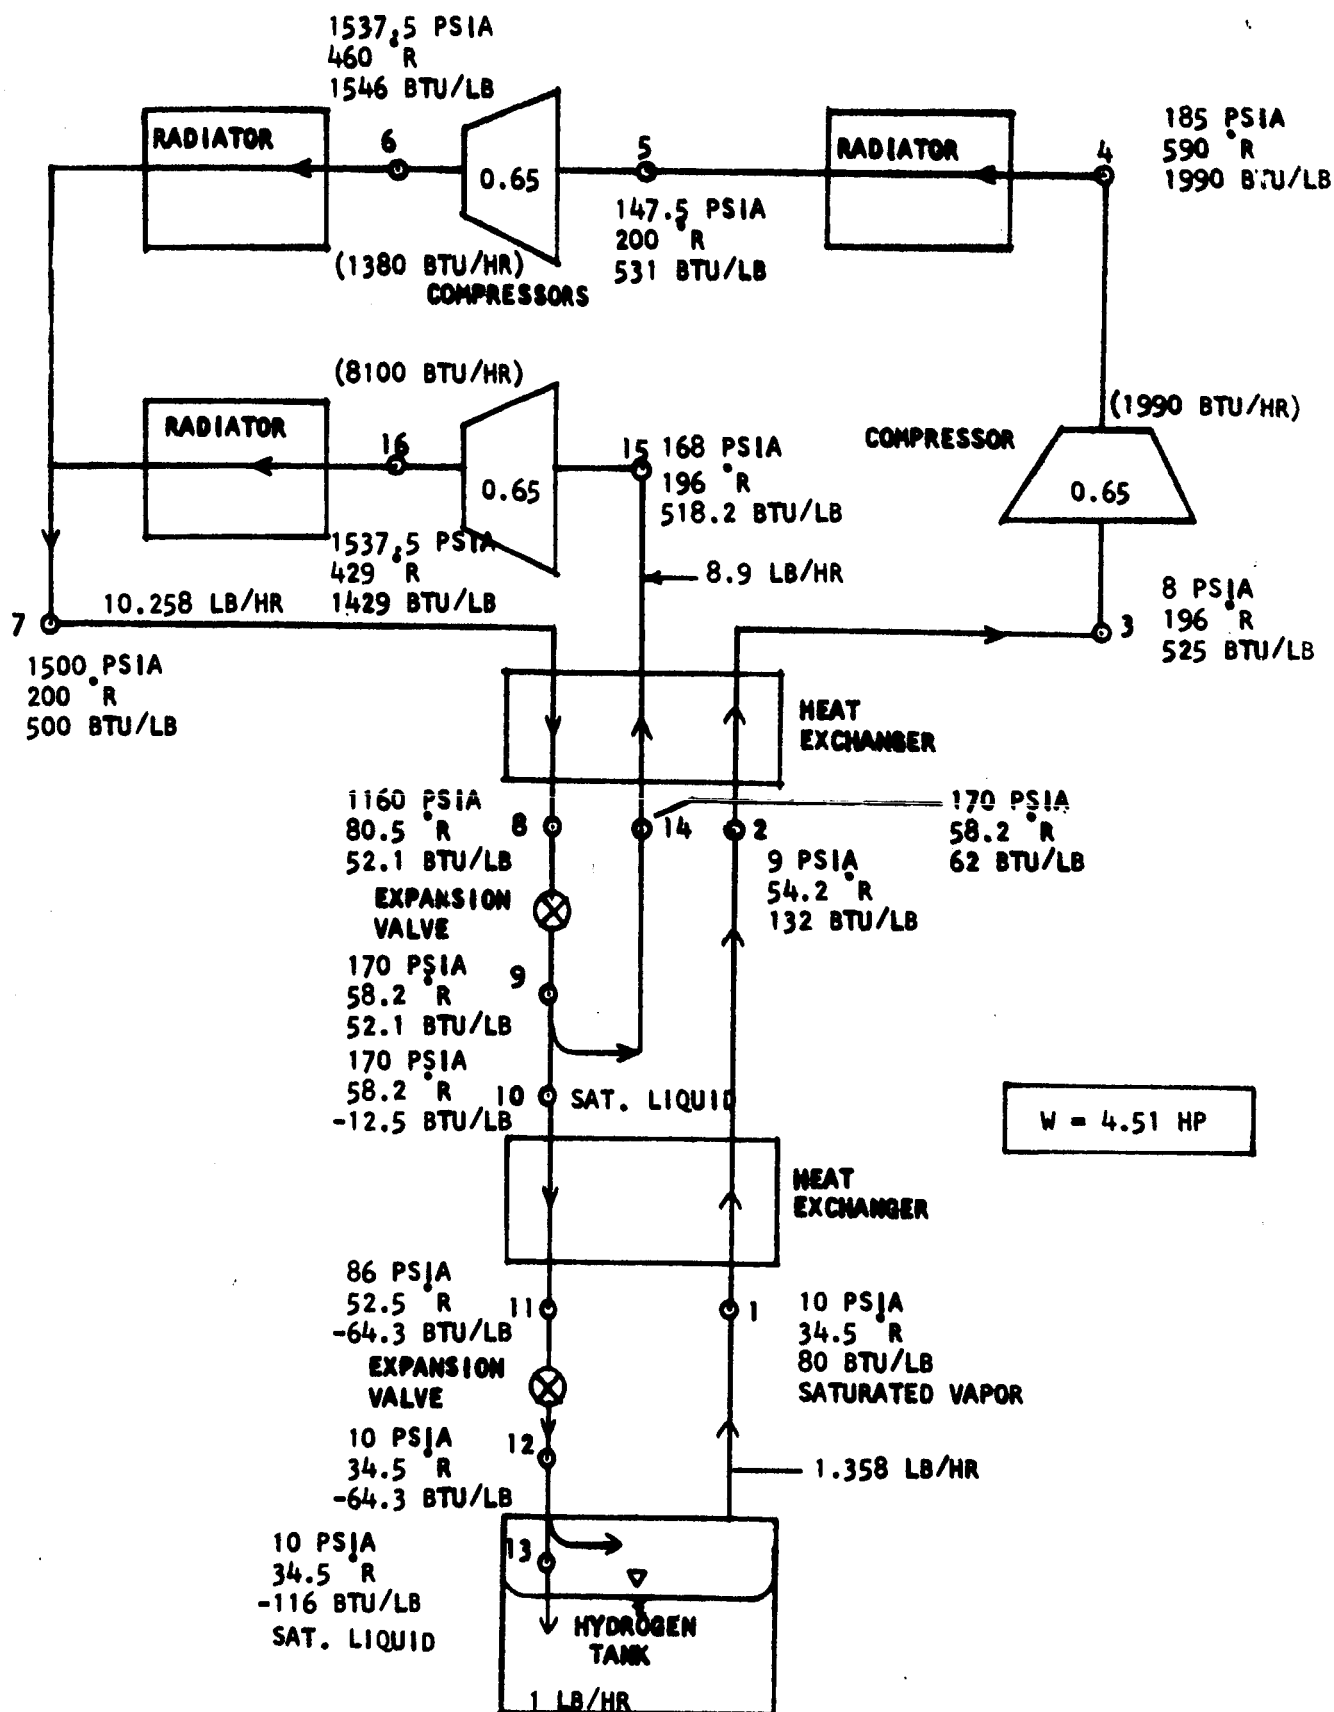 1537.5 PSIA
460 °R
1546 BTU/LB
RADIATOR
6
0.65
5
RADIATOR
4
185 PSIA
590 °R
1990 BTU/LB
147.5 PSIA
200 °R
531 BTU/LB
(1380 BTU/HR)
COMPRESSORS
(8100 BTU/HR)
RADIATOR
16
0.65
15
168 PSIA
196 °R
518.2 BTU/LB
(1990 BTU/HR)
COMPRESSOR
0.65
1537.5 PSIA
429 °R
1429 BTU/LB
8.9 LB/HR
7
10.258 LB/HR
3
8 PSIA
196 °R
525 BTU/LB
1500 PSIA
200 °R
500 BTU/LB
HEAT
EXCHANGER
1160 PSIA
80.5 °R
52.1 BTU/LB
8
14
2
170 PSIA
58.2 °R
62 BTU/LB
9 PSIA
54.2 °R
132 BTU/LB
EXPANSION
VALVE
170 PSIA
58.2 °R
52.1 BTU/LB
9
170 PSIA
58.2 °R
-12.5 BTU/LB
10
SAT. LIQUID
W = 4.51 HP
HEAT
EXCHANGER
86 PSIA
52.5 °R
-64.3 BTU/LB
11
1
10 PSIA
34.5 °R
80 BTU/LB
SATURATED VAPOR
EXPANSION
VALVE
10 PSIA
34.5 °R
-64.3 BTU/LB
12
1.358 LB/HR
10 PSIA
34.5 °R
-116 BTU/LB
SAT. LIQUID
13
HYDROGEN
TANK
1 LB/HR